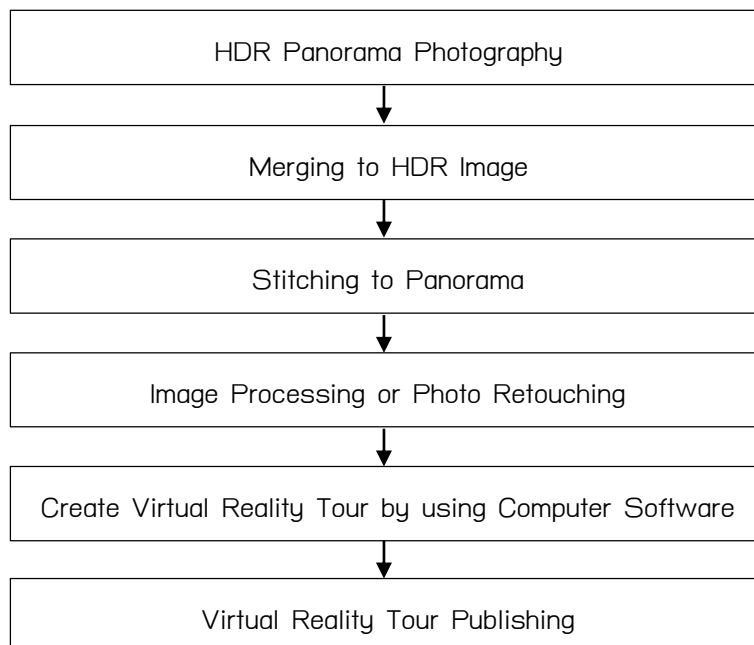 HDR Panorama Photography
Merging to HDR Image
Stitching to Panorama
Image Processing or Photo Retouching
Create Virtual Reality Tour by using Computer Software
Virtual Reality Tour Publishing